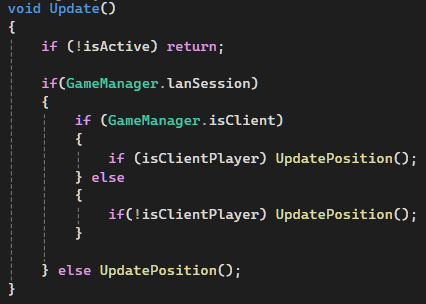 void Update()
{
if (!isActive) return;
if(GameManager.lanSession)
{
if (GameManager.isClient)
{
if (isClientPlayer) UpdatePosition();
} else
{
if(!isClientPlayer) UpdatePosition();
}
} else UpdatePosition();
}